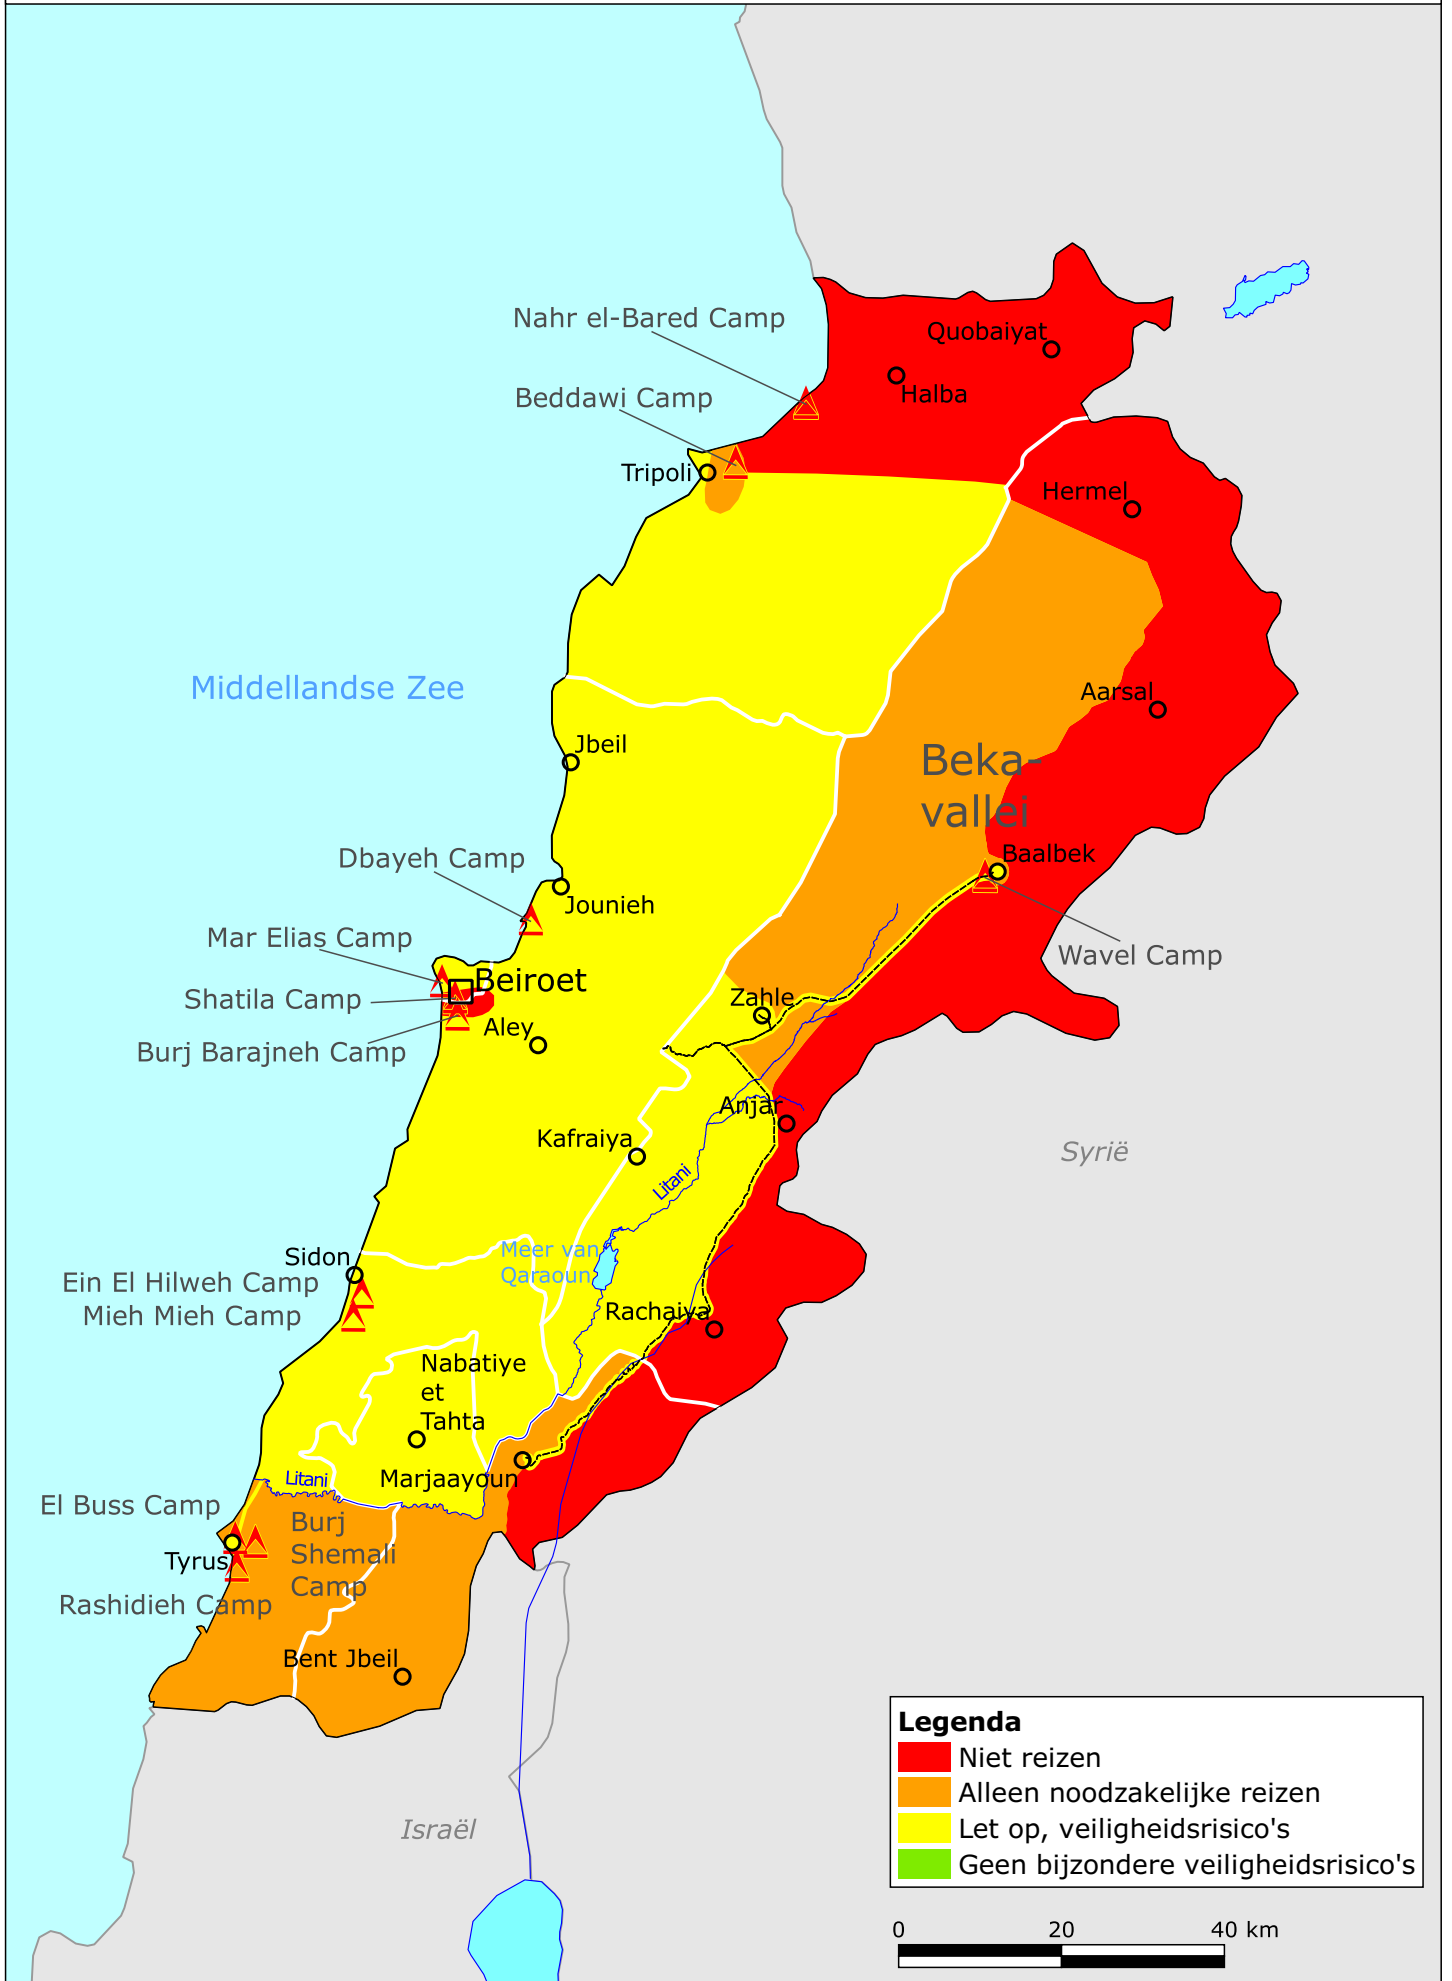 Nahr el-Bared Camp
Quobaiyat
Halba
Beddawi Camp
Tripoli
Hermel
Middellandse Zee
Aarsal
Jbeil
Beka-
vallei
Dbayeh Camp
Baalbek
Jounieh
Mar Elias Camp
Wavel Camp
Beiroet
Shatila Camp
Zahle
Aley
Burj Barajneh Camp
Anjar
Kafraiya
Syrië
Litani
Sidon
Meer van
Qaraoun
Ein El Hilweh Camp
Mieh Mieh Camp
Rachaiya
Nabatiye
et
Tahta
Marjaayoun
Litani
El Buss Camp
Burj
Shemali
Camp
Tyrus
Rashidieh Camp
Bent Jbeil
Israël
Legenda
Niet reizen
Alleen noodzakelijke reizen
Let op, veiligheidsrisico's
Geen bijzondere veiligheidsrisico's
0 20 40 km